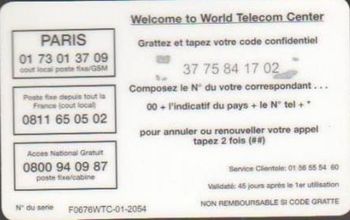 Welcome to World Telecom Center
PARIS
01 73 01 37 09
cout local poste fixe/GSM
Poste fixe depuis tout la
France (cout local)
0811 65 05 02
Acces National Gratuit
0800 94 09 87
poste fixe/cabine
N° du serie F0676WTC-01-2054
Grattez et tapez votre code confidentiel
37 75 84 17 02
Composez le N° du votre correspondant . . .
00 + l'indicatif du pays + le N° tel + *
pour annuler ou renouveller votre appel
tapez 2 fois (##)
Service Clientele: 01 56 55 54 60
Validaté: 45 jours après le 1er utilisation
NON REMBOURSABLE SI CODE GRATTE